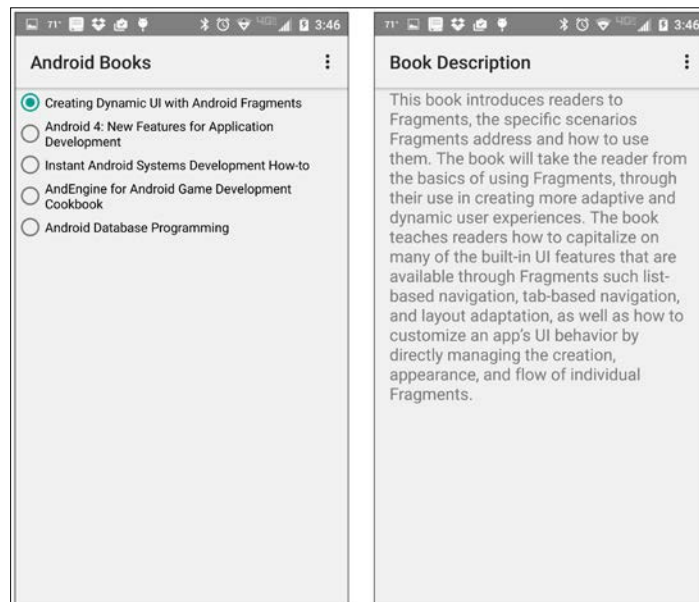 71° 4G 3:46
Android Books
Creating Dynamic UI with Android Fragments
Android 4: New Features for Application
Development
Instant Android Systems Development How-to
AndEngine for Android Game Development
Cookbook
Android Database Programming
71° 4G 3:46
Book Description
This book introduces readers to
Fragments, the specific scenarios
Fragments address and how to use
them. The book will take the reader from
the basics of using Fragments, through
their use in creating more adaptive and
dynamic user experiences. The book
teaches readers how to capitalize on
many of the built-in UI features that are
available through Fragments such list-
based navigation, tab-based navigation,
and layout adaptation, as well as how to
customize an app's UI behavior by
directly managing the creation,
appearance, and flow of individual
Fragments.